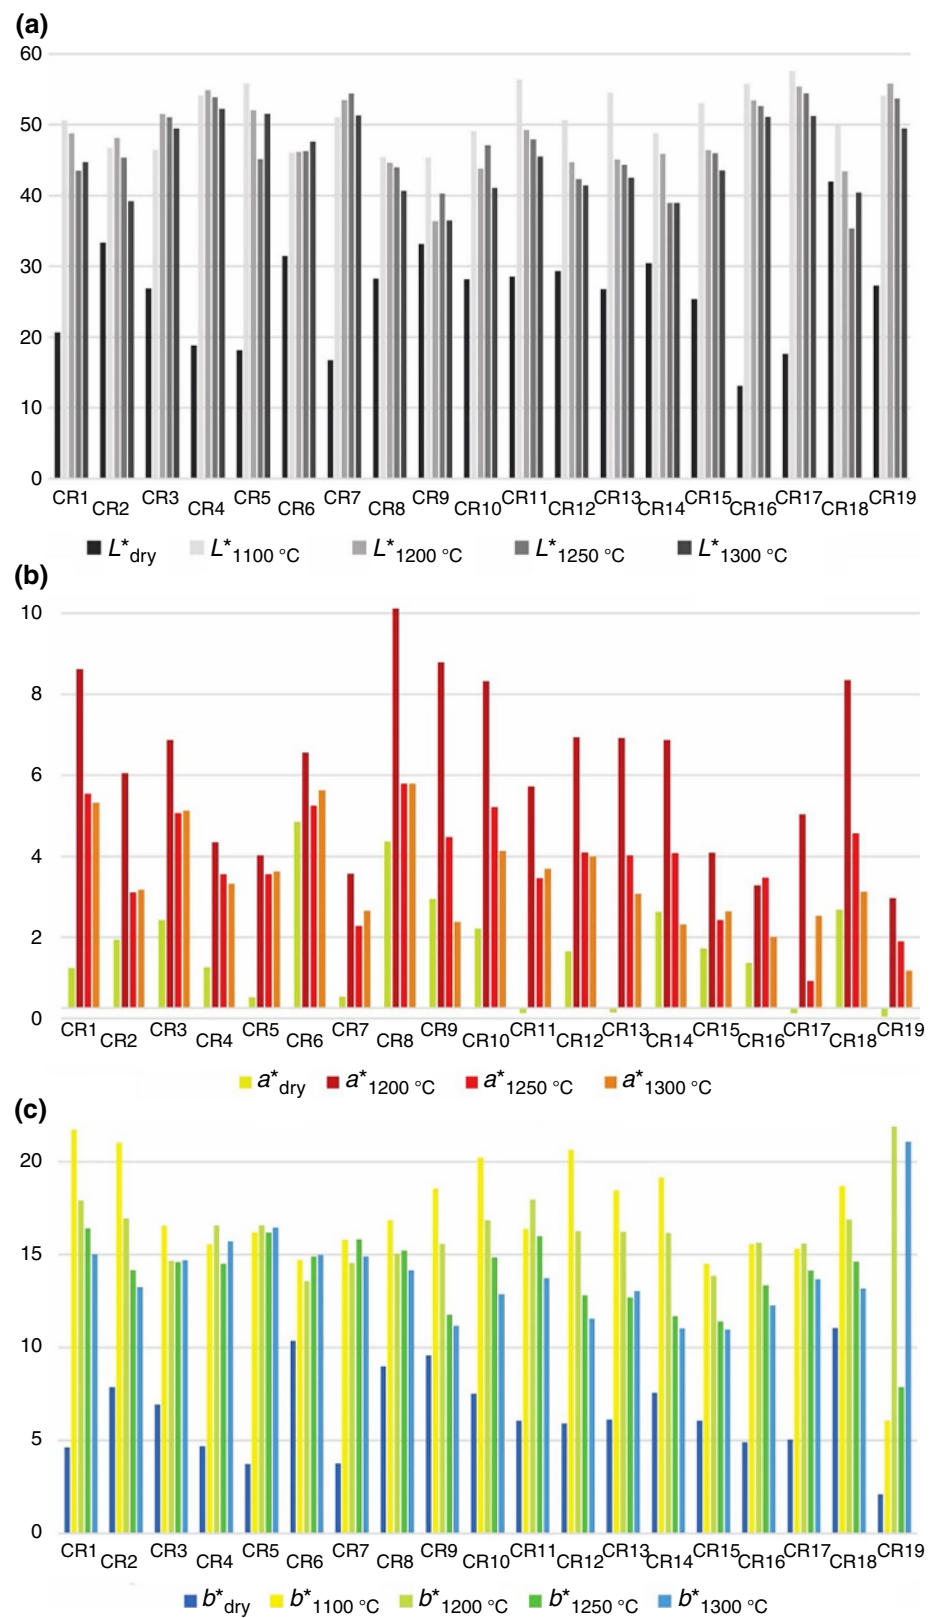 (a)
60
50
40
30
20
10
0
CR1 CR2 CR3 CR4 CR5 CR6 CR7 CR8 CR9 CR10 CR11 CR12 CR13 CR14 CR15 CR16 CR17 CR18 CR19
L*dry L*1100 °C L*1200 °C L*1250 °C L*1300 °C
(b)
10
8
6
4
2
0
CR1 CR2 CR3 CR4 CR5 CR6 CR7 CR8 CR9 CR10 CR11 CR12 CR13 CR14 CR15 CR16 CR17 CR18 CR19
a*dry a*1200 °C a*1250 °C a*1300 °C
(c)
20
15
10
5
0
CR1 CR2 CR3 CR4 CR5 CR6 CR7 CR8 CR9 CR10 CR11 CR12 CR13 CR14 CR15 CR16 CR17 CR18 CR19
b*dry b*1100 °C b*1200 °C b*1250 °C b*1300 °C